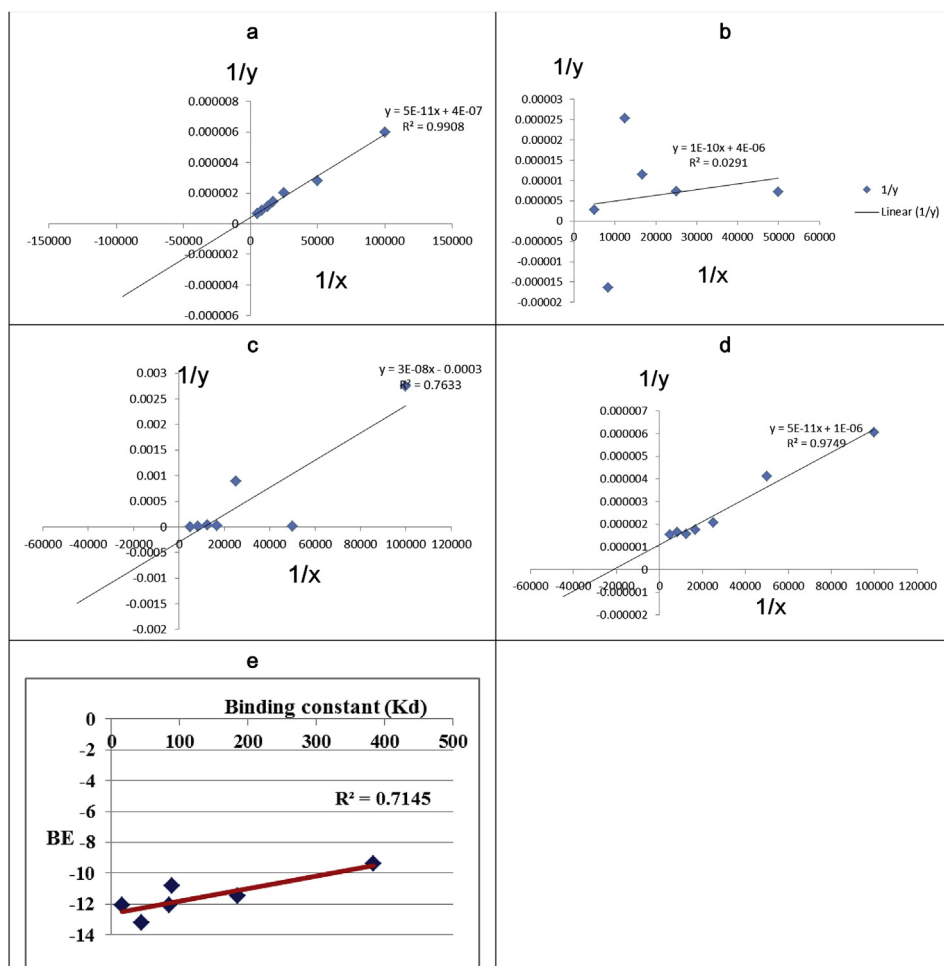 a
1/y
0.000008
y = 5E-11x + 4E-07
R² = 0.9908
0.000006
0.000004
0.000002
0
-150000 -100000 -50000 0 50000 100000 150000
-0.000002
-0.000004
-0.000006
1/x
b
1/y
0.00003
0.000025
0.00002
0.000015
0.00001
0.000005
0
-0.000005
-0.00001
-0.000015
-0.00002
y = 1E-10x + 4E-06
R² = 0.0291
0 10000 20000 30000 40000 50000 60000
1/x
1/y
Linear (1/y)
c
1/y
y = 3E-08x - 0.0003
R² = 0.7633
0.003
0.0025
0.002
0.0015
0.001
0.0005
0
-60000 -40000 -20000 0 20000 40000 60000 80000 100000 120000
-0.0005
-0.001
-0.0015
-0.002
1/x
d
1/y
0.000007
0.000006
0.000005
0.000004
0.000003
0.000002
0.000001
0
y = 5E-11x + 1E-06
R² = 0.9749
-60000 -40000 -20000 0 20000 40000 60000 80000 100000 120000
-0.000001
-0.000002
1/x
e
Binding constant (Kd)
0 100 200 300 400 500
0
-2
-4
-6
-8
-10
-12
-14
R² = 0.7145
BE